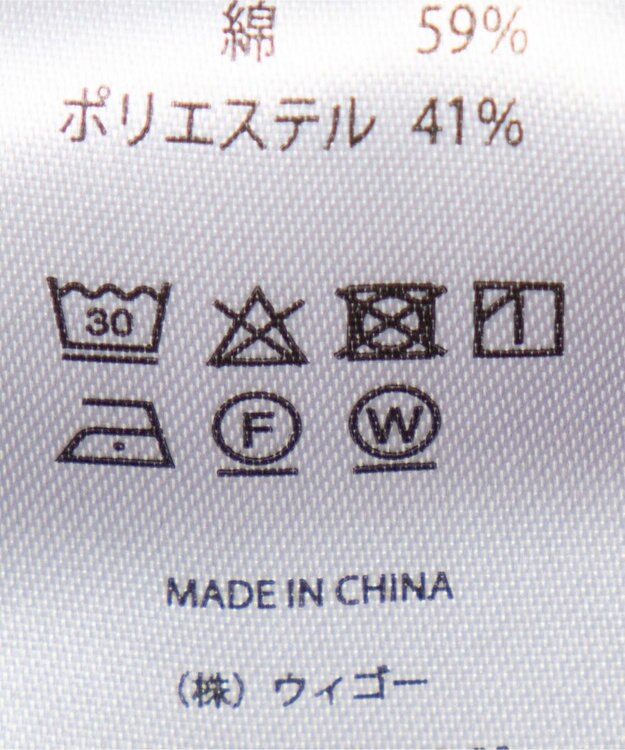 綿 59%
ポリエステル 41%
30
F W
MADE IN CHINA
（株）ウィゴー